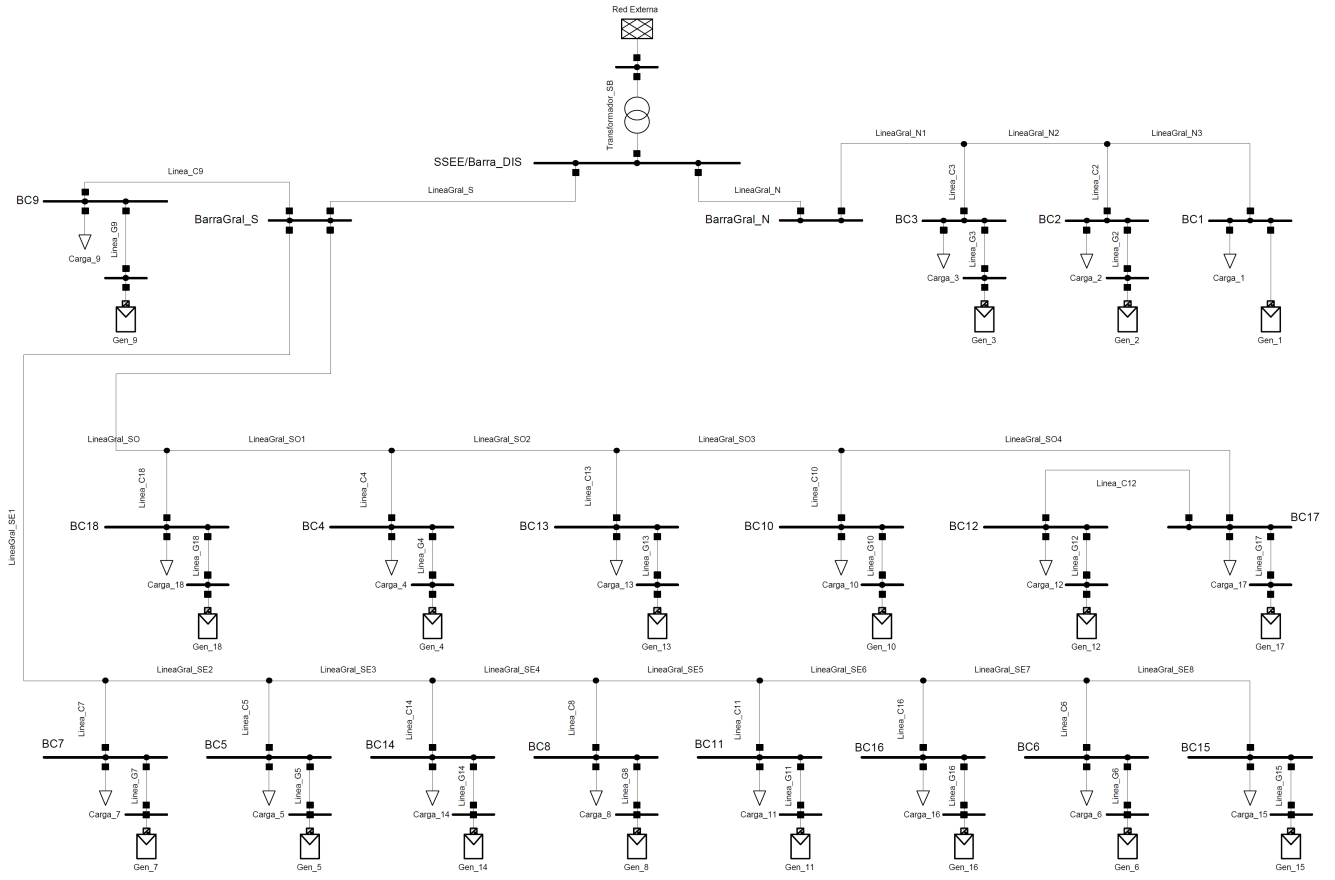 Red Externa
Transformador_SB
SSEE/Barra_DIS
LineaGral_N1
LineaGral_N2
LineaGral_N3
Linea_C9
LineaGral_S
LineaGral_N
Linea_C3
Linea_C2
BC9
BarraGral_S
BarraGral_N
BC3
BC2
BC1
Linea_G9
Linea_G3
Linea_G2
Carga_9
Carga_3
Carga_2
Carga_1
Gen_9
Gen_3
Gen_2
Gen_1
LineaGral_SO
LineaGral_SO1
LineaGral_SO2
LineaGral_SO3
LineaGral_SO4
Linea_C18
Linea_C4
Linea_C13
Linea_C10
Linea_C12
LineaGral_SE1
BC18
BC4
BC13
BC10
BC12
BC17
Linea_G18
Linea_G4
Linea_G13
Linea_G10
Linea_G12
Linea_G17
Carga_18
Carga_4
Carga_13
Carga_10
Carga_12
Carga_17
Gen_18
Gen_4
Gen_13
Gen_10
Gen_12
Gen_17
LineaGral_SE2
LineaGral_SE3
LineaGral_SE4
LineaGral_SE5
LineaGral_SE6
LineaGral_SE7
LineaGral_SE8
Linea_C7
Linea_C5
Linea_C14
Linea_C8
Linea_C11
Linea_C16
Linea_C6
BC7
BC5
BC14
BC8
BC11
BC16
BC6
BC15
Linea_G7
Linea_G5
Linea_G14
Linea_G8
Linea_G11
Linea_G16
Linea_G6
Linea_G15
Carga_7
Carga_5
Carga_14
Carga_8
Carga_11
Carga_16
Carga_6
Carga_15
Gen_7
Gen_5
Gen_14
Gen_8
Gen_11
Gen_16
Gen_6
Gen_15